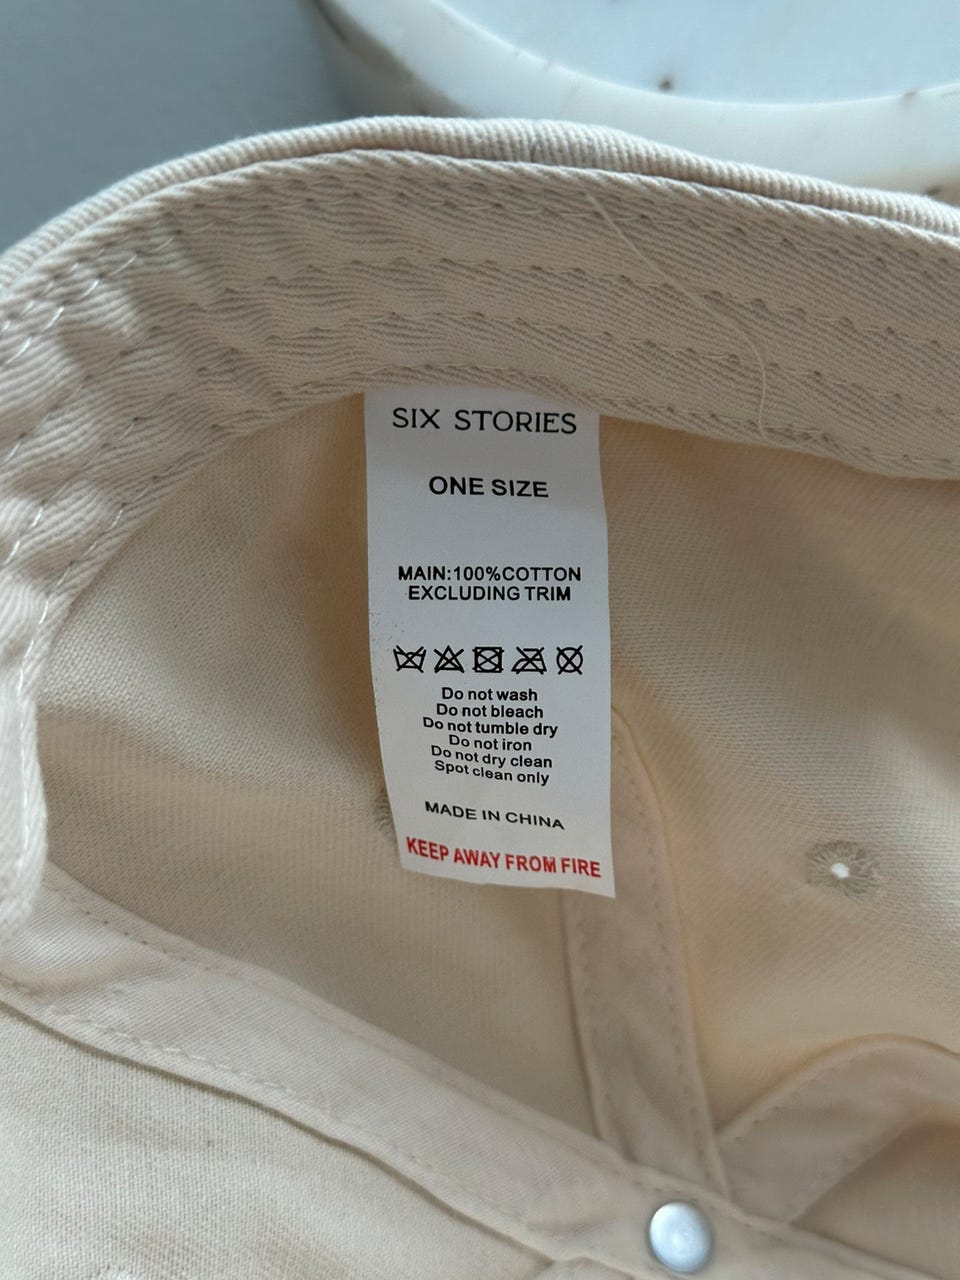 SIX STORIES
ONE SIZE
MAIN:100%COTTON
EXCLUDING TRIM
Do not wash
Do not bleach
Do not tumble dry
Do not iron
Do not dry clean
Spot clean only
MADE IN CHINA
KEEP AWAY FROM FIRE